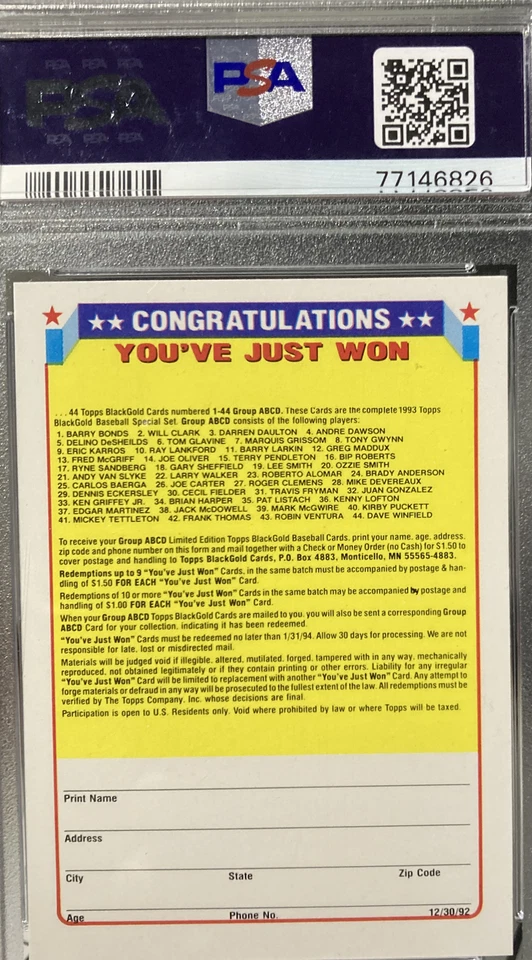 PSA PSA PSA
PSA
PSA
PSA PSA PSA
77146826
★★ CONGRATULATIONS ★★
YOU'VE JUST WON
...44 Topps BlackGold Cards numbered 1-44 Group ABCD. These Cards are the complete 1993 Topps
BlackGold Baseball Special Set. Group ABCD consists of the following players:
1. BARRY BONDS 2. WILL CLARK 3. DARREN DAULTON 4. ANDRE DAWSON
5. DELINO DeSHEILDS 6. TOM GLAVINE 7. MARQUIS GRISSOM 8. TONY GWYNN
9. ERIC KARROS 10. RAY LANKFORD 11. BARRY LARKIN 12. GREG MADDUX
13. FRED McGRIFF 14. JOE OLIVER 15. TERRY PENDLETON 16. BIP ROBERTS
17. RYNE SANDBERG 18. GARY SHEFFIELD 19. LEE SMITH 20. OZZIE SMITH
21. ANDY VAN SLYKE 22. LARRY WALKER 23. ROBERTO ALOMAR 24. BRADY ANDERSON
25. CARLOS BAERGA 26. JOE CARTER 27. ROGER CLEMENS 28. MIKE DEVEREAUX
29. DENNIS ECKERSLEY 30. CECIL FIELDER 31. TRAVIS FRYMAN 32. JUAN GONZALEZ
33. KEN GRIFFEY JR. 34. BRIAN HARPER 35. PAT LISTACH 36. KENNY LOFTON
37. EDGAR MARTINEZ 38. JACK McDOWELL 39. MARK McGWIRE 40. KIRBY PUCKETT
41. MICKEY TETTLETON 42. FRANK THOMAS 43. ROBIN VENTURA 44. DAVE WINFIELD
To receive your Group ABCD Limited Edition Topps BlackGold Baseball Cards, print your name, age, address,
zip code and phone number on this form and mail together with a Check or Money Order (no Cash) for $1.50 to
cover postage and handling to Topps BlackGold Cards, P.O. Box 4883, Monticello, MN 55565-4883.
Redemptions up to 9 "You've Just Won" Cards, in the same batch must be accompanied by postage & han-
dling of $1.50 FOR EACH "You've Just Won" Card.
Redemptions of 10 or more "You've Just Won" Cards in the same batch may be accompanied by postage and
handling of $1.00 FOR EACH "You've Just Won" Card.
When your Group ABCD Topps BlackGold Cards are mailed to you, you will also be sent a corresponding Group
ABCD Card for your collection, indicating it has been redeemed.
"You've Just Won" Cards must be redeemed no later than 1/31/94. Allow 30 days for processing. We are not
responsible for late, lost or misdirected mail.
Materials will be judged void if illegible, altered, mutilated, forged, tampered with in any way, mechanically
reproduced, not obtained legitimately or if they contain printing or other errors. Liability for any irregular
"You've Just Won" Card will be limited to replacement with another "You've Just Won" Card. Any attempt to
forge materials or defraud in any way will be prosecuted to the fullest extent of the law. All redemptions must be
verified by The Topps Company, Inc. whose decisions are final.
Participation is open to U.S. Residents only. Void where prohibited by law or where Topps will be taxed.
Print Name
Address
City State Zip Code
Age Phone No. 12/30/92